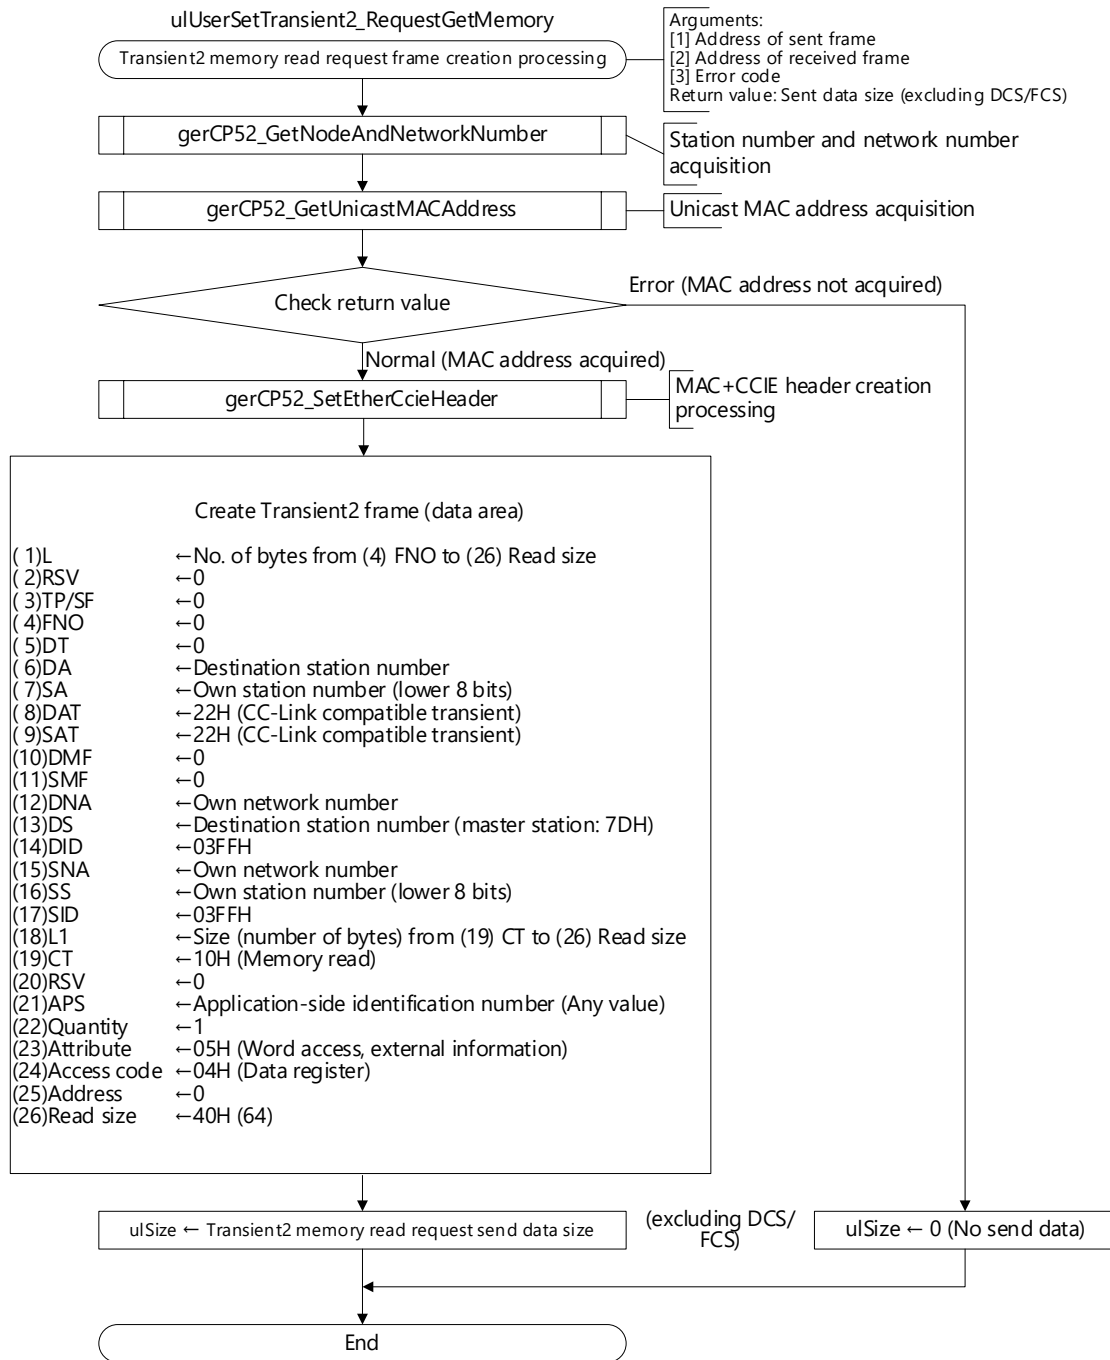 ulUserSetTransient2_RequestGetMemory
Transient2 memory read request frame creation processing
Arguments:
[1] Address of sent frame
[2] Address of received frame
[3] Error code
Return value: Sent data size (excluding DCS/FCS)
gerCP52_GetNodeAndNetworkNumber
Station number and network number
acquisition
gerCP52_GetUnicastMACAddress
Unicast MAC address acquisition
Check return value
Error (MAC address not acquired)
Normal (MAC address acquired)
gerCP52_SetEtherCcieHeader
MAC+CCIE header creation
processing
Create Transient2 frame (data area)
( 1)L ←No. of bytes from (4) FNO to (26) Read size
( 2)RSV ←0
( 3)TP/SF ←0
( 4)FNO ←0
( 5)DT ←0
( 6)DA ←Destination station number
( 7)SA ←Own station number (lower 8 bits)
( 8)DAT ←22H (CC-Link compatible transient)
( 9)SAT ←22H (CC-Link compatible transient)
(10)DMF ←0
(11)SMF ←0
(12)DNA ←Own network number
(13)DS ←Destination station number (master station: 7DH)
(14)DID ←03FFH
(15)SNA ←Own network number
(16)SS ←Own station number (lower 8 bits)
(17)SID ←03FFH
(18)L1 ←Size (number of bytes) from (19) CT to (26) Read size
(19)CT ←10H (Memory read)
(20)RSV ←0
(21)APS ←Application-side identification number (Any value)
(22)Quantity ←1
(23)Attribute ←05H (Word access, external information)
(24)Access code ←04H (Data register)
(25)Address ←0
(26)Read size ←40H (64)
ulSize ← Transient2 memory read request send data size
(excluding DCS/
FCS)
ulSize ← 0 (No send data)
End